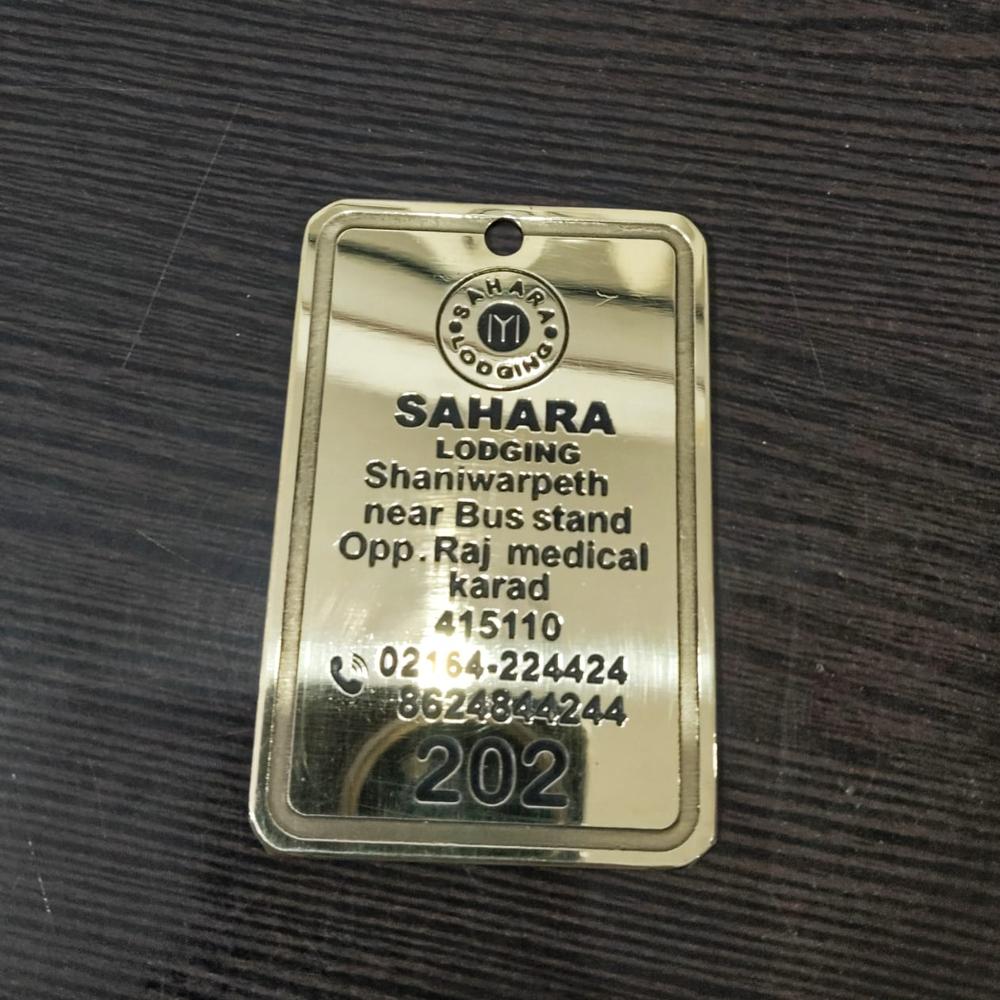 SAHARA
LODGING
SAHARA
LODGING
Shaniwarpeth
near Bus stand
Opp. Raj medical
karad
415110
02164-224424
8624844244
202